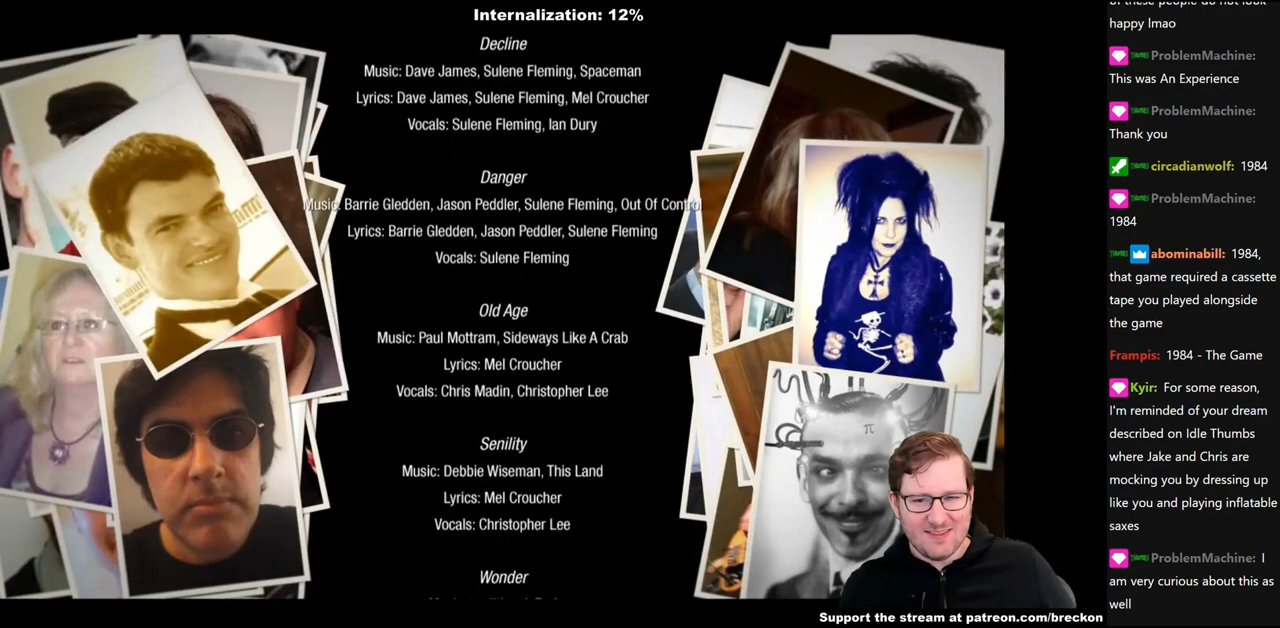 Internalization: 12%
Decline
Music: Dave James, Sulene Fleming, Spaceman
Lyrics: Dave James, Sulene Fleming, Mel Croucher
Vocals: Sulene Fleming, Ian Dury
Danger
Music: Barrie Gledden, Jason Peddler, Sulene Fleming, Out Of Control
Lyrics: Barrie Gledden, Jason Peddler, Sulene Fleming
Vocals: Sulene Fleming
Old Age
Music: Paul Mottram, Sideways Like A Crab
Lyrics: Mel Croucher
Vocals: Chris Madin, Christopher Lee
Senility
Music: Debbie Wiseman, This Land
Lyrics: Mel Croucher
Vocals: Christopher Lee
Wonder
π
Support the stream at patreon.com/breckon
of these people do not look
happy lmao
ProblemMachine:
This was An Experience
ProblemMachine:
Thank you
circadianwolf: 1984
ProblemMachine:
1984
abominabill: 1984,
that game required a cassette
tape you played alongside
the game
Frampis: 1984 - The Game
Kyir: For some reason,
I'm reminded of your dream
described on Idle Thumbs
where Jake and Chris are
mocking you by dressing up
like you and playing inflatable
saxes
ProblemMachine: I
am very curious about this as
well